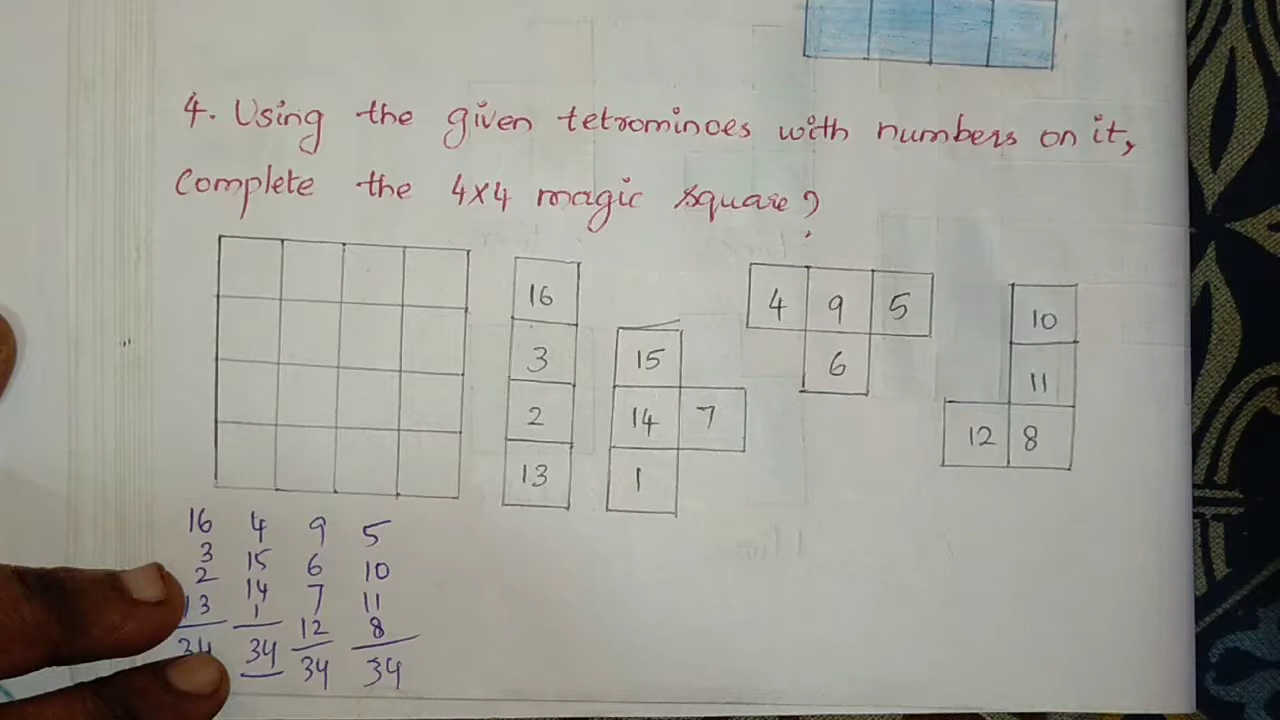 4. Using the given tetrominoes with numbers on it,
Complete the 4x4 magic square?
16
3
2
13
15
14 7
1
4 9 5
6
10
11
12 8
16 4 9 5
3 15 6 10
2 14 7 11
13 1 12 8
34 34 34 34